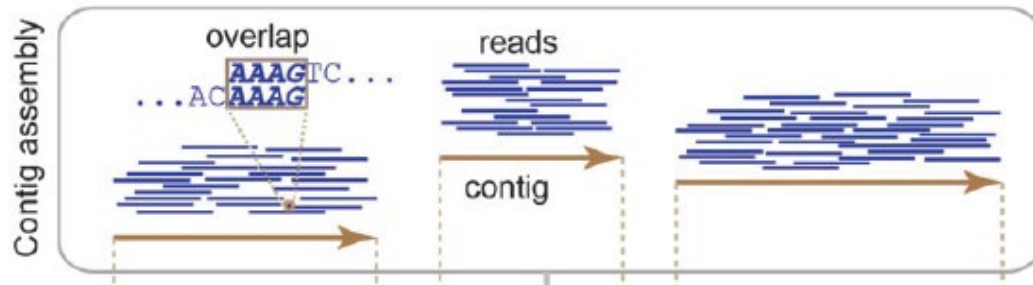 Contig assembly
overlap
AAAGTC...
...ACAAAG
reads
contig